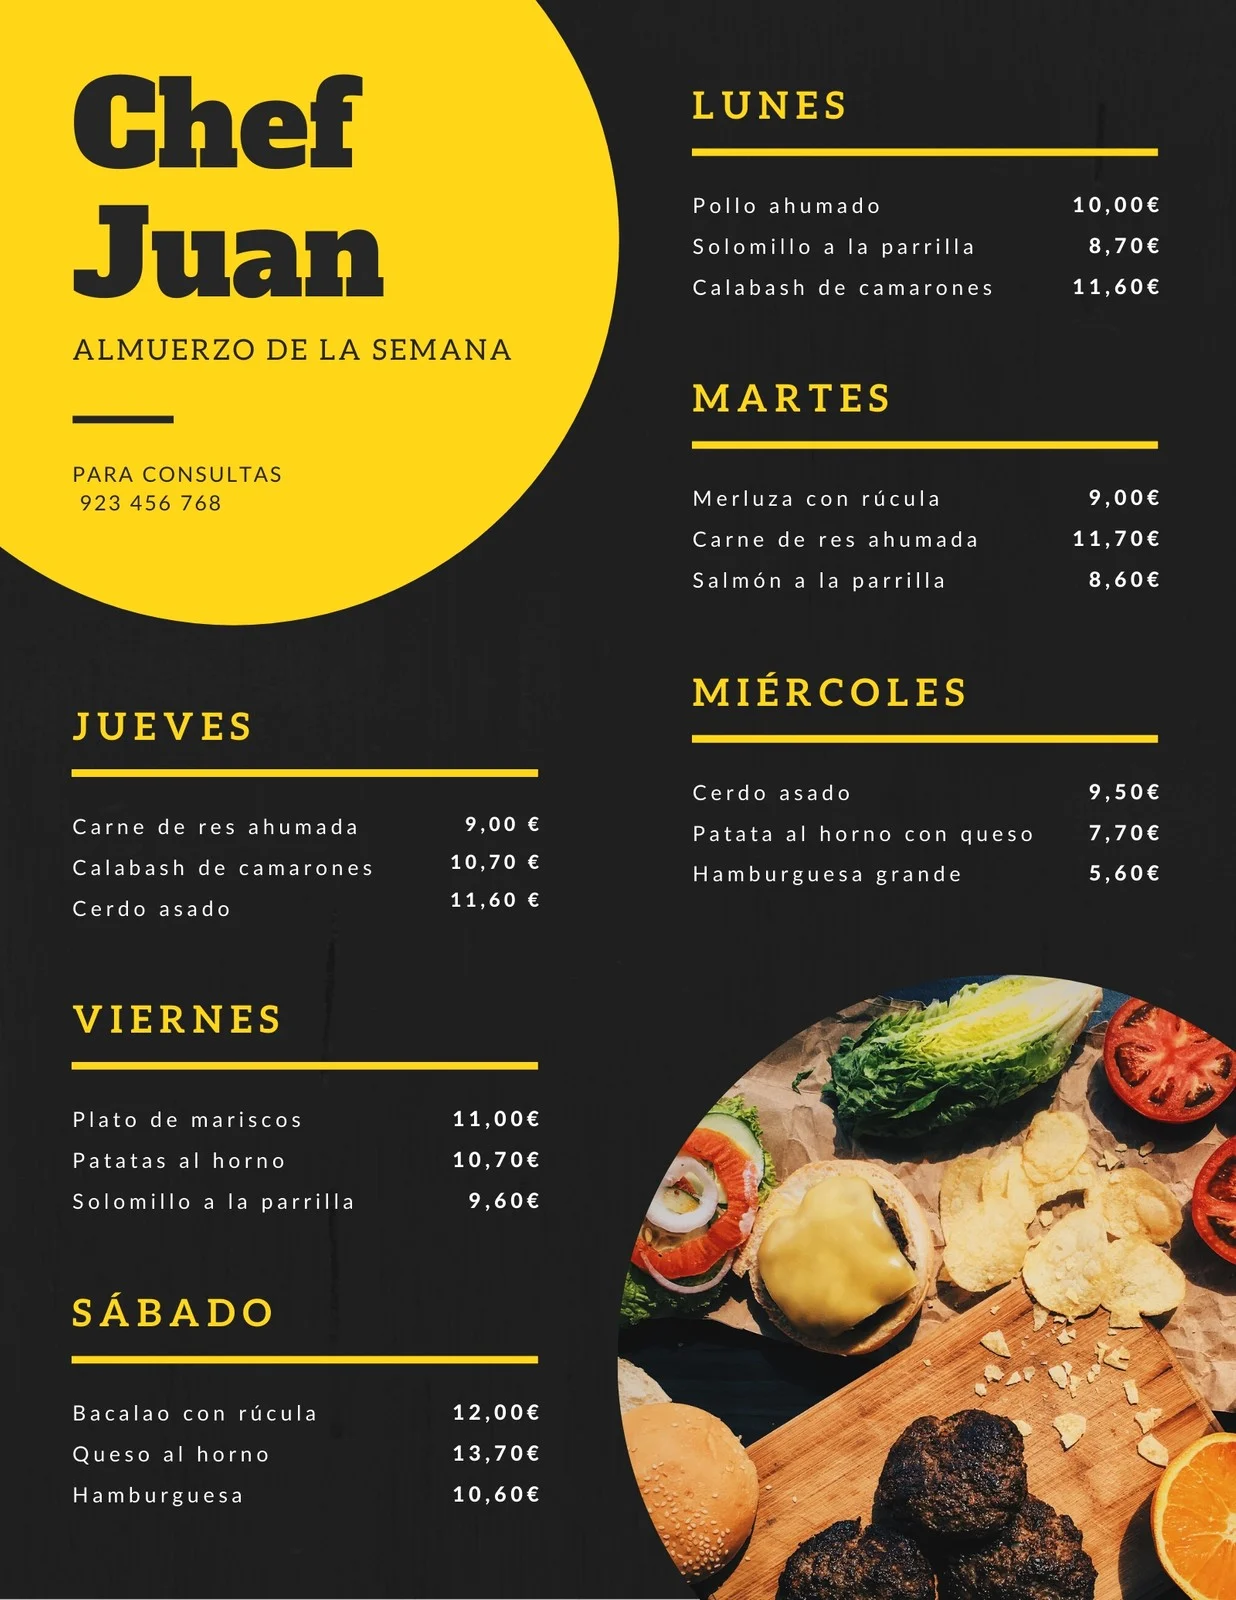 Chef
Juan
ALMUERZO DE LA SEMANA
PARA CONSULTAS
923 456 768
LUNES
Pollo ahumado 10,00€
Solomillo a la parrilla 8,70€
Calabash de camarones 11,60€
MARTES
Merluza con rúcula 9,00€
Carne de res ahumada 11,70€
Salmón a la parrilla 8,60€
MIÉRCOLES
Cerdo asado 9,50€
Patata al horno con queso 7,70€
Hamburguesa grande 5,60€
JUEVES
Carne de res ahumada 9,00 €
Calabash de camarones 10,70 €
Cerdo asado 11,60 €
VIERNES
Plato de mariscos 11,00€
Patatas al horno 10,70€
Solomillo a la parrilla 9,60€
SÁBADO
Bacalao con rúcula 12,00€
Queso al horno 13,70€
Hamburguesa 10,60€